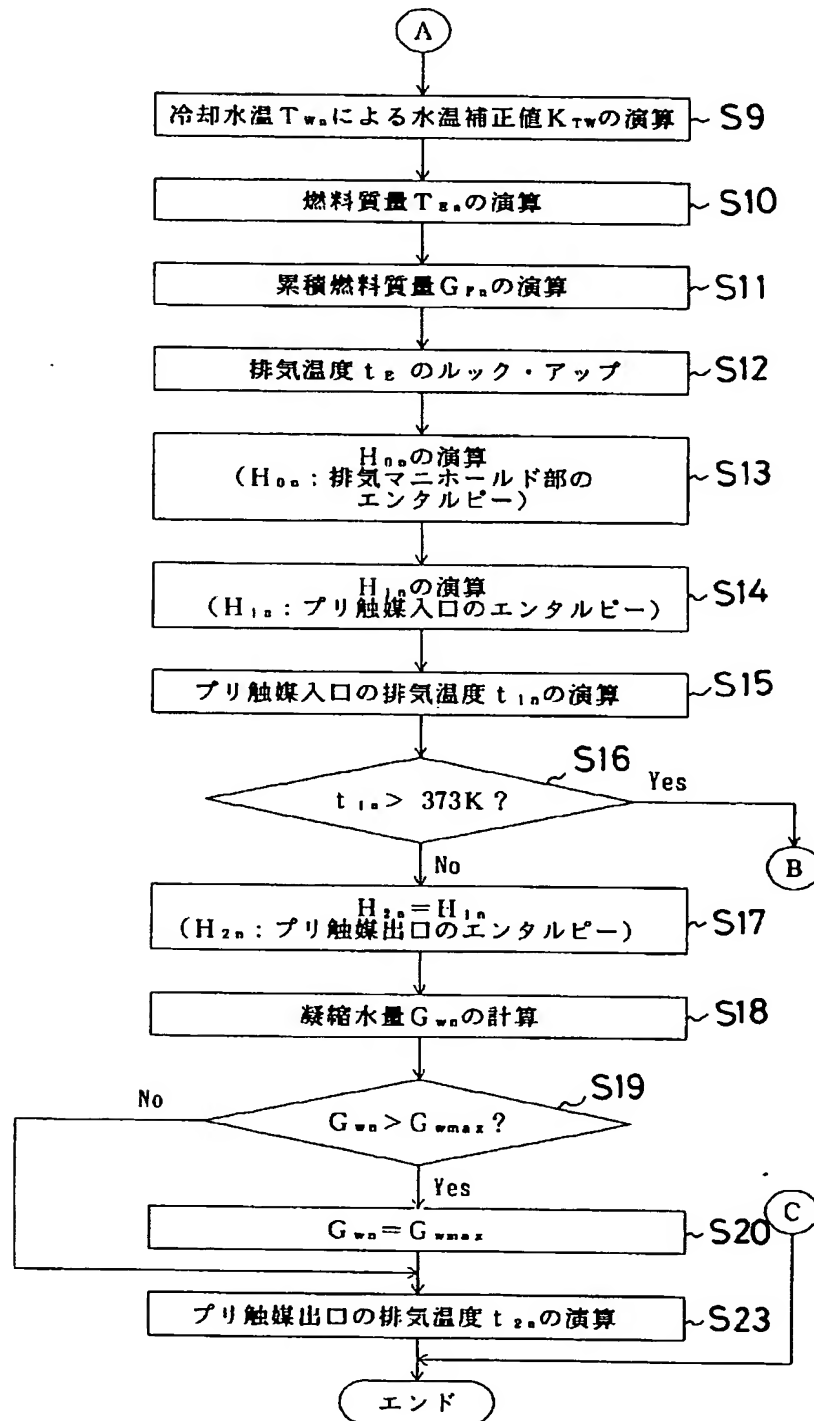 A
冷却水温Twnによる水温補正値KTWの演算
S9
燃料質量TEnの演算
S10
累積燃料質量GFnの演算
S11
排気温度tEのルック・アップ
S12
H0nの演算
(H0n:排気マニホールド部の
エンタルピー)
S13
H1nの演算
(H1n:プリ触媒入口のエンタルピー)
S14
プリ触媒入口の排気温度t1nの演算
S15
S16
t1n> 373K?
Yes
B
No
H2n=H1n
(H2n:プリ触媒出口のエンタルピー)
S17
凝縮水量Gwnの計算
S18
S19
No
Gwn>Gwmax?
Yes
C
Gwn=Gwmax
S20
プリ触媒出口の排気温度t2nの演算
S23
エンド